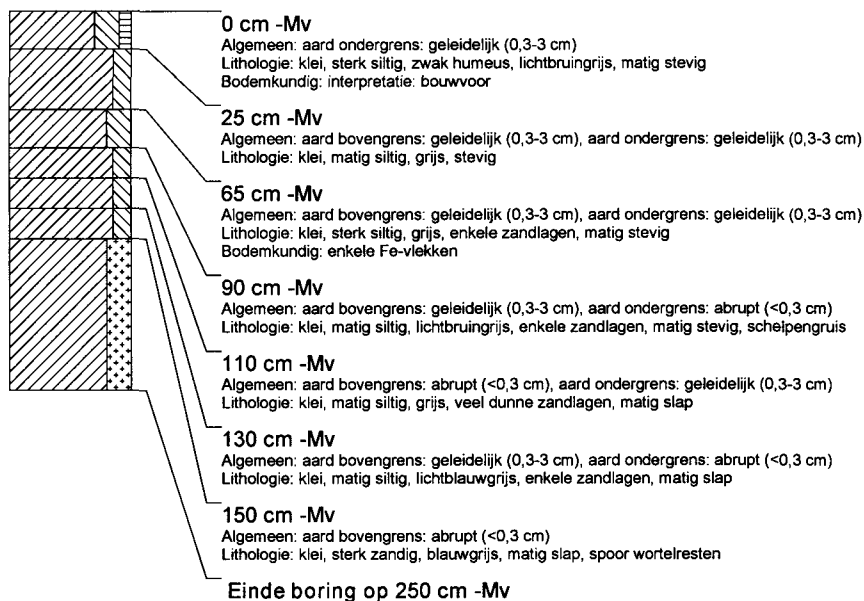 0 cm -Mv
Algemeen: aard ondergrens: geleidelijk (0,3-3 cm)
Lithologie: klei, sterk siltig, zwak humeus, lichtbruingrijs, matig stevig
Bodemkundig: interpretatie: bouwvoor
25 cm -Mv
Algemeen: aard bovengrens: geleidelijk (0,3-3 cm), aard ondergrens: geleidelijk (0,3-3 cm)
Lithologie: klei, matig siltig, grijs, stevig
65 cm -Mv
Algemeen: aard bovengrens: geleidelijk (0,3-3 cm), aard ondergrens: geleidelijk (0,3-3 cm)
Lithologie: klei, sterk siltig, grijs, enkele zandlagen, matig stevig
Bodemkundig: enkele Fe-vlekken
90 cm -Mv
Algemeen: aard bovengrens: geleidelijk (0,3-3 cm), aard ondergrens: abrupt (<0,3 cm)
Lithologie: klei, matig siltig, lichtbruingrijs, enkele zandlagen, matig stevig, schelpengruis
110 cm -Mv
Algemeen: aard bovengrens: abrupt (<0,3 cm), aard ondergrens: geleidelijk (0,3-3 cm)
Lithologie: klei, matig siltig, grijs, veel dunne zandlagen, matig slap
130 cm -Mv
Algemeen: aard bovengrens: geleidelijk (0,3-3 cm), aard ondergrens: abrupt (<0,3 cm)
Lithologie: klei, matig siltig, lichtblauwgrijs, enkele zandlagen, matig slap
150 cm -Mv
Algemeen: aard bovengrens: abrupt (<0,3 cm)
Lithologie: klei, sterk zandig, blauwgrijs, matig slap, spoor wortelresten
Einde boring op 250 cm -Mv